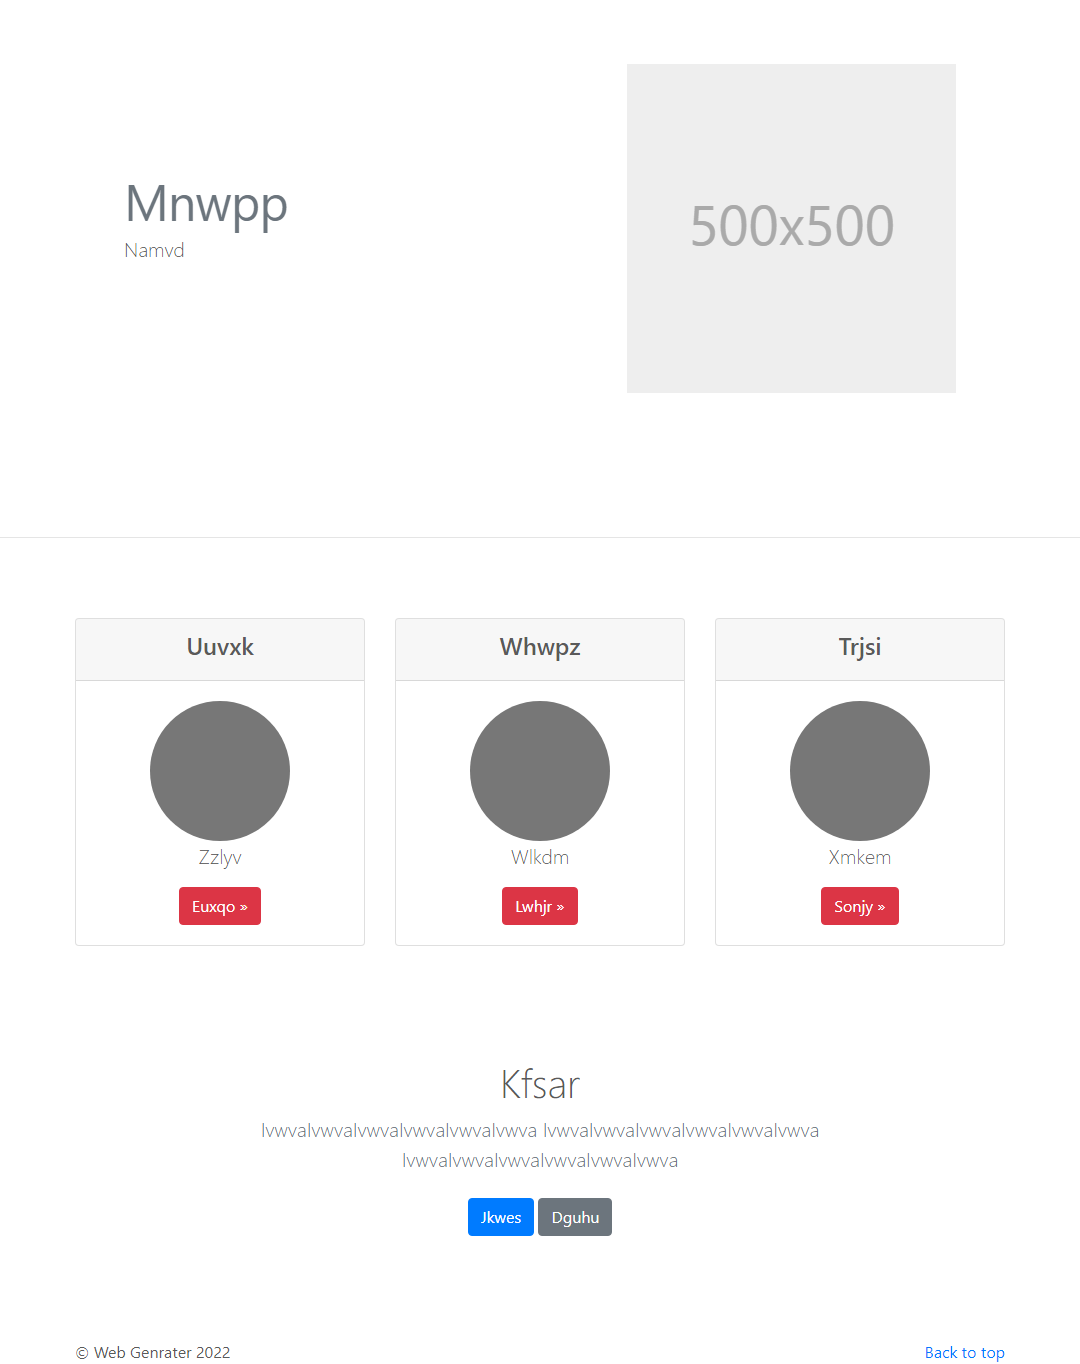 Mnwpp
Namvd
500x500
Uuvxk
Whwpz
Trjsi
Zzlyv
Wlkdm
Xmkem
Euxqo »
Lwhjr »
Sonjy »
Kfsar
lvwvalvwvalvwvalvwvalvwvalvwva lvwvalvwvalvwvalvwvalvwvalvwva
lvwvalvwvalvwvalvwvalvwvalvwva
Jkwes Dguhu
© Web Genrater 2022
Back to top